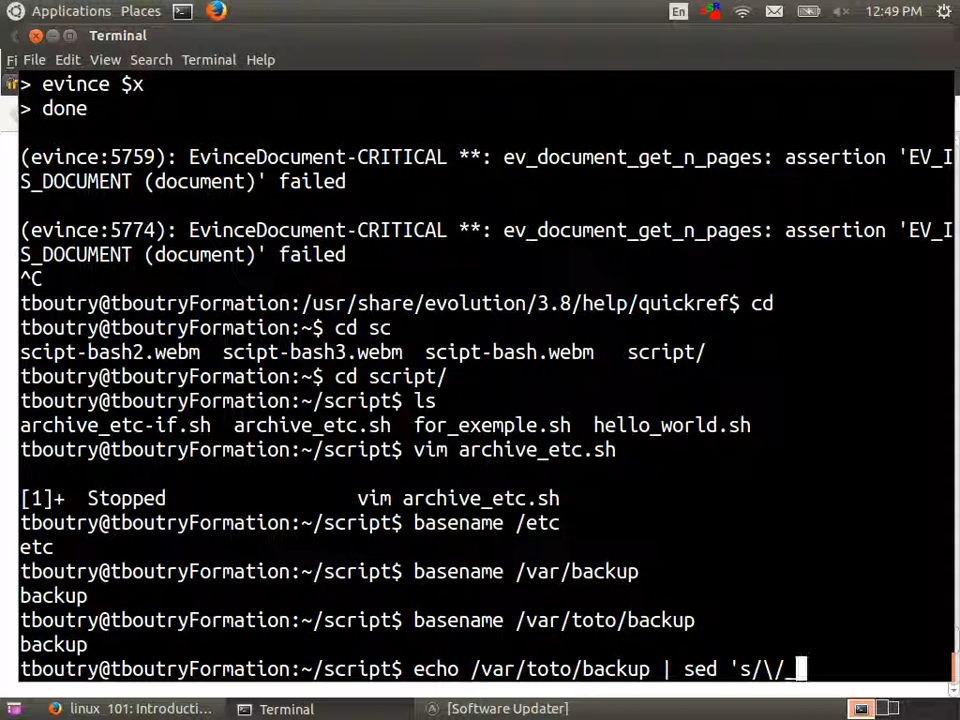 Applications Places En 12:49 PM
Terminal
Fi File Edit View Search Terminal Help
> evince $x
> done
(evince:5759): EvinceDocument-CRITICAL **: ev_document_get_n_pages: assertion 'EV_I
S_DOCUMENT (document)' failed
(evince:5774): EvinceDocument-CRITICAL **: ev_document_get_n_pages: assertion 'EV_I
S_DOCUMENT (document)' failed
^C
tboutry@tboutryFormation:/usr/share/evolution/3.8/help/quickref$ cd
tboutry@tboutryFormation:~$ cd sc
scipt-bash2.webm scipt-bash3.webm scipt-bash.webm script/
tboutry@tboutryFormation:~$ cd script/
tboutry@tboutryFormation:~/script$ ls
archive_etc-if.sh archive_etc.sh for_exemple.sh hello_world.sh
tboutry@tboutryFormation:~/script$ vim archive_etc.sh
[1]+ Stopped vim archive_etc.sh
tboutry@tboutryFormation:~/script$ basename /etc
etc
tboutry@tboutryFormation:~/script$ basename /var/backup
backup
tboutry@tboutryFormation:~/script$ basename /var/toto/backup
backup
tboutry@tboutryFormation:~/script$ echo /var/toto/backup | sed 's/\/_
linux_101: Introducti... Terminal [Software Updater]